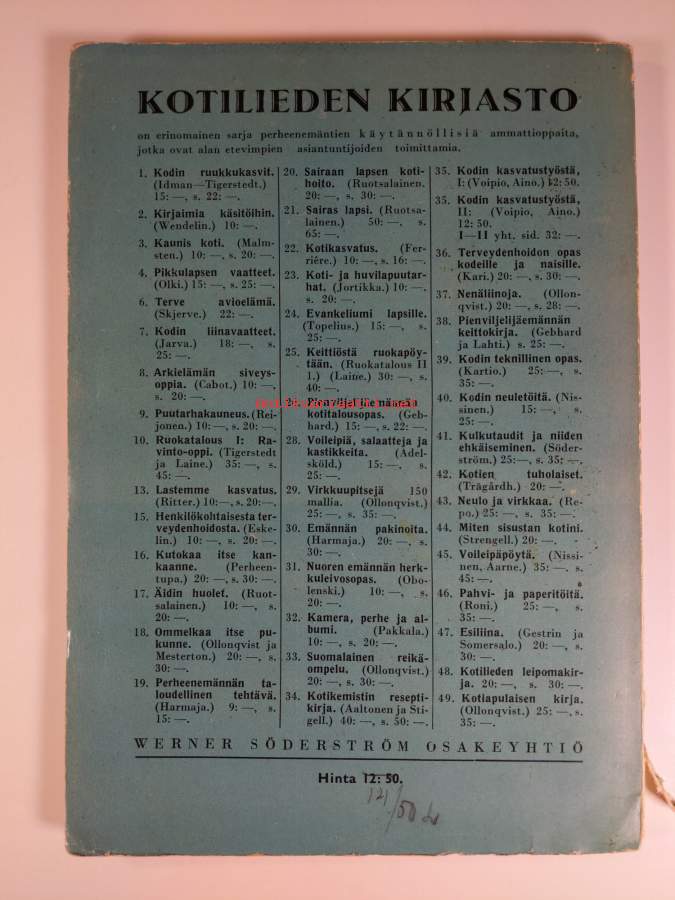 KOTILIEDEN KIRJASTO
on erinomainen sarja perheenemäntien käytännöllisiä ammattioppaita,
jotka ovat alan etevimpien asiantuntijoiden toimittamia.
1. Kodin ruukkukasvit.
(Idman—Tigerstedt.)
15: —, s. 22: —.
2. Kirjaimia käsitöihin.
(Wendelin.) 10: —.
3. Kaunis koti. (Malm-
sten.) 10: —, s. 20: —.
4. Pikkulapsen vaatteet.
(Olki.) 15: —, s. 25: —.
6. Terve avioelämä.
(Skjerve.) 22: —.
7. Kodin liinavaatteet.
(Jarva.) 18: —, s.
25: —.
8. Arkielämän siveys-
oppia. (Cabot.) 10: —,
s. 20: —.
9. Puutarhakauneus. (Rei-
jonen.) 10: —, s. 20: —.
10. Ruokatalous I: Ra-
vinto-oppi. (Tigerstedt
ja Laine.) 35: —, s.
45: —.
13. Lastemme kasvatus.
(Ritter.) 10: —, s. 20: —.
15. Henkilökohtaisesta ter-
veydenhoidosta. (Eske-
lin.) 10: —, s. 20: —.
16. Kutokaa itse kan-
kaanne. (Perheen-
tupa.) 20: —, s. 30: —.
17. Äidin huolet. (Ruot-
salainen.) 10: —, s.
20: —.
18. Ommelkaa itse pu-
kunne. (Ollonqvist ja
Mesterton.) 20: —, s.
30: —.
19. Perheenemännän ta-
loudellinen tehtävä.
(Harmaja.) 9: —, s.
15: —.
20. Sairaan lapsen koti-
hoito. (Ruotsalainen.
20: —, s. 30: —.
21. Sairas lapsi. (Ruotsa-
lainen.) 50: —, s.
65: —.
22. Kotikasvatus. (Fer-
rière.) 10: —, s. 16: —.
23. Koti- ja huvilapuutar-
hat. (Jortikka.) 10: —.
s. 20: —.
24. Evankeliumi lapsille.
(Topelius.) 15: —, s.
25: —.
25. Keittiöstä ruokapöy-
tään. (Ruokatalous II
1.) (Laine.) 30: —, s.
40: —.
Pienviljelijäemännän
kotitalousopas. (Geb-
hard.) 15: —, s. 22: —.
28. Voileipiä, salaatteja ja
kastikkeita. (Adel-
sköld.) 15: —, s.
25: —.
29. Virkkuupitsejä 150
mallia. (Ollonqvist.)
25: —, s. 35: —.
30. Emännän pakinoita.
(Harmaja.) 20: —, s.
30: —.
31. Nuoren emännän herk-
kuleivosopas. (Obo-
lenski.) 10: —, s.
20: —.
32. Kamera, perhe ja al-
bumi. (Pakkala.)
10: —, s. 20: —.
33. Suomalainen reikä-
ompelu. (Ollonqvist.)
20: —, s. 30: —.
34. Kotikemistin resepti-
kirja. (Aaltonen ja Sti-
gell.) 40: —, s. 50: —.
35. Kodin kasvatustyöstä,
I: (Voipio, Aino.) 12: 50.
35. Kodin kasvatustyöstä,
II: (Voipio, Aino.)
12: 50.
I—II yht. sid. 32: —.
36. Terveydenhoidon opas
kodeille ja naisille.
(Kari.) 20: —, s. 30: —.
37. Nenäliinoja. (Ollon-
qvist.) 20: —, s. 28: —.
38. Pienviljelijäemännän
keittokirja. (Gebhard
ja Lahti.) s. 25: —.
39. Kodin teknillinen opas.
(Kartio.) 25: —, s.
35: —.
40. Kodin neuletöitä. (Nis-
sinen.) 15: —, s.
25: —.
41. Kulkutaudit ja niiden
ehkäiseminen. (Söder-
ström.) 25: —, s. 35: —.
42. Kotien tuholaiset.
(Trägårdh.) 20: —.
43. Neulo ja virkkaa. (Re-
po.) 25: —, s. 35: —.
44. Miten sisustan kotini.
(Strengell.) 20: —.
45. Voileipäpöytä. (Nissi-
nen, Aarne.) 35: —. s.
45: —.
46. Pahvi- ja paperitöitä.
(Roni.) 25: —, s.
35: —.
47. Esiliina. (Gestrin ja
Somersalo.) 20: —, s.
30: —.
48. Kotilieden leipomakir-
ja. 20: —, s. 30: —.
49. Kotiapulaisen kirja.
(Ollonqvist.) 25: —, s.
35: —.
WERNER SÖDERSTRÖM OSAKEYHTIÖ
Hinta 12: 50.